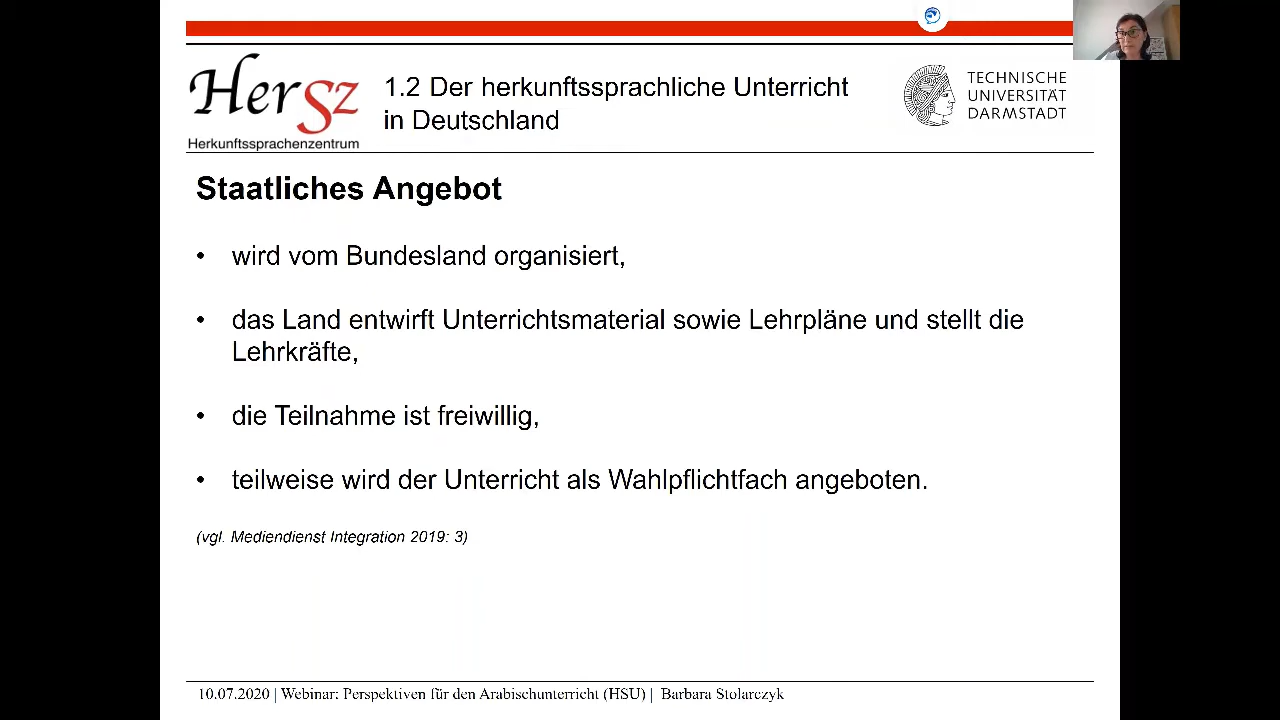 HerSZ
Herkunftssprachenzentrum
1.2 Der herkunftssprachliche Unterricht
in Deutschland
TECHNISCHE
UNIVERSITÄT
DARMSTADT
Staatliches Angebot
• wird vom Bundesland organisiert,
• das Land entwirft Unterrichtsmaterial sowie Lehrpläne und stellt die
Lehrkräfte,
• die Teilnahme ist freiwillig,
• teilweise wird der Unterricht als Wahlpflichtfach angeboten.
(vgl. Mediendienst Integration 2019: 3)
10.07.2020 | Webinar: Perspektiven für den Arabischunterricht (HSU) | Barbara Stolarczyk